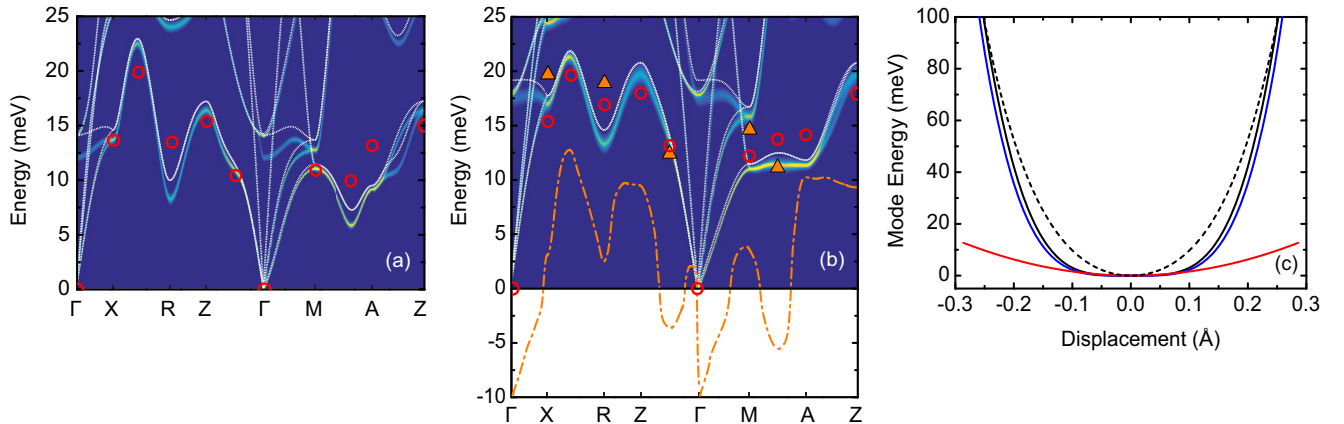 25
20
15
10
5
0
Energy (meV)
(a)
Γ X R Z Γ M A Z
25
20
15
10
5
0
-5
-10
Energy (meV)
(b)
Γ X R Z Γ M A Z
100
80
60
40
20
0
Mode Energy (meV)
(c)
-0.3 -0.2 -0.1 0.0 0.1 0.2 0.3
Displacement (Å)